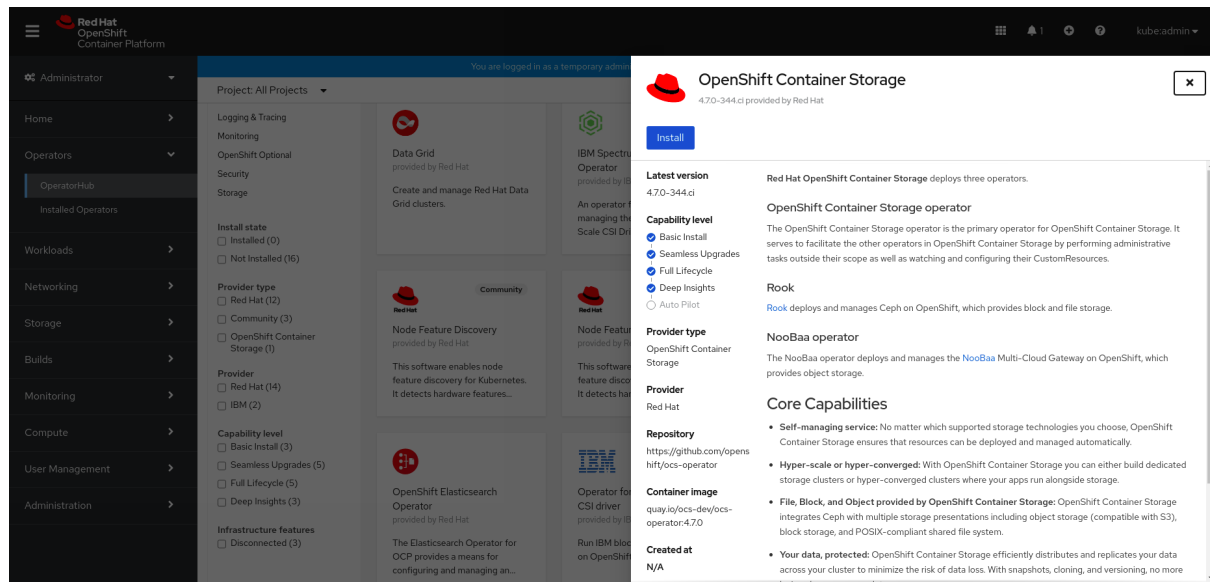 Red Hat
OpenShift
Container Platform
1
kube:admin
Administrator
Home
Operators
OperatorHub
Installed Operators
Workloads
Networking
Storage
Builds
Monitoring
Compute
User Management
Administration
You are logged in as a temporary admin
Project: All Projects
Logging & Tracing
Monitoring
OpenShift Optional
Security
Storage
Install state
Installed (0)
Not Installed (16)
Provider type
Red Hat (12)
Community (3)
OpenShift Container
Storage (1)
Provider
Red Hat (14)
IBM (2)
Capability level
Basic Install (3)
Seamless Upgrades (5)
Full Lifecycle (5)
Deep Insights (3)
Infrastructure features
Disconnected (3)
Data Grid
provided by Red Hat
Create and manage Red Hat Data
Grid clusters.
IBM Spectru
Operator
provided by IB
An operator f
managing the
Scale CSI Dri
Red Hat
Community
Node Feature Discovery
provided by Red Hat
This software enables node
feature discovery for Kubernetes.
It detects hardware features...
Red Hat
Node Featur
provided by Re
This software
feature disco
It detects har
OpenShift Elasticsearch
Operator
provided by Red Hat
The Elasticsearch Operator for
OCP provides a means for
configuring and managing an...
IBM
Operator for
CSI driver
provided by IB
Run IBM bloc
on OpenShift
OpenShift Container Storage
4.7.0-344.ci provided by Red Hat
Install
Latest version
4.7.0-344.ci
Capability level
Basic Install
Seamless Upgrades
Full Lifecycle
Deep Insights
Auto Pilot
Provider type
OpenShift Container
Storage
Provider
Red Hat
Repository
https://github.com/opens
hift/ocs-operator
Container image
quay.io/ocs-dev/ocs-
operator:4.7.0
Created at
N/A
Red Hat OpenShift Container Storage deploys three operators.
OpenShift Container Storage operator
The OpenShift Container Storage operator is the primary operator for OpenShift Container Storage. It
serves to facilitate the other operators in OpenShift Container Storage by performing administrative
tasks outside their scope as well as watching and configuring their CustomResources.
Rook
Rook deploys and manages Ceph on OpenShift, which provides block and file storage.
NooBaa operator
The NooBaa operator deploys and manages the NooBaa Multi-Cloud Gateway on OpenShift, which
provides object storage.
Core Capabilities
• Self-managing service: No matter which supported storage technologies you choose, OpenShift
Container Storage ensures that resources can be deployed and managed automatically.
• Hyper-scale or hyper-converged: With OpenShift Container Storage you can either build dedicated
storage clusters or hyper-converged clusters where your apps run alongside storage.
• File, Block, and Object provided by OpenShift Container Storage: OpenShift Container Storage
integrates Ceph with multiple storage presentations including object storage (compatible with S3),
block storage, and POSIX-compliant shared file system.
• Your data, protected: OpenShift Container Storage efficiently distributes and replicates your data
across your cluster to minimize the risk of data loss. With snapshots, cloning, and versioning, no more